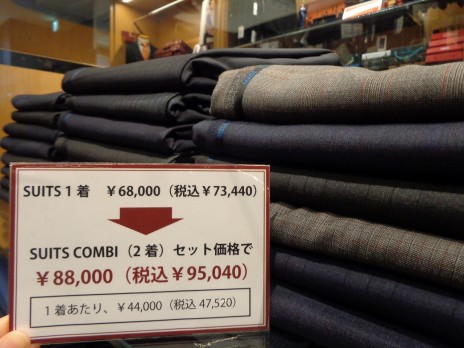 SUITS 1 着 ￥68,000（税込￥73,440）
SUITS COMBI（2 着）セット価格で
￥88,000（税込￥95,040）
1 着あたり、￥44,000（税込 47,520）